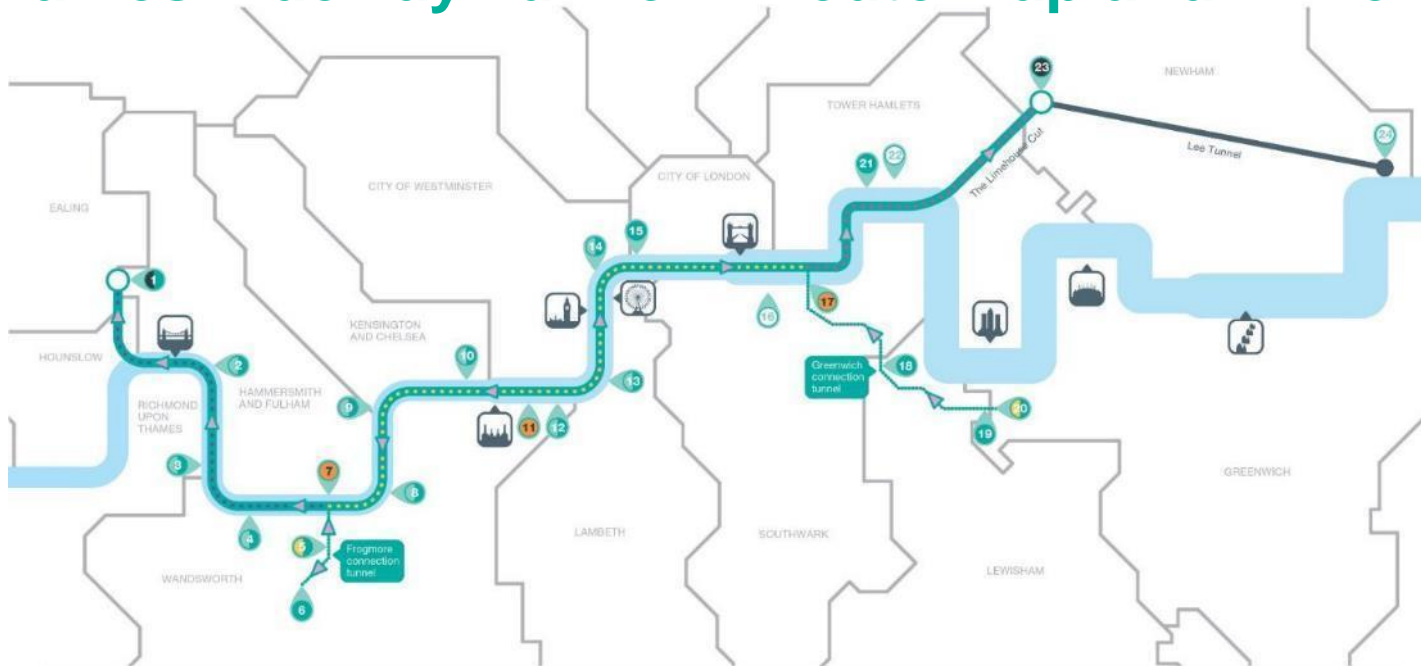 23
NEWHAM
TOWER HAMLETS
24
The Limehouse Cut
Lee Tunnel
21
22
CITY OF LONDON
CITY OF WESTMINSTER
EALING
15
14
1
17
16
KENSINGTON
AND CHELSEA
HOUNSLOW
2
10
18
Greenwich
connection
tunnel
13
HAMMERSMITH
AND FULHAM
RICHMOND
UPON
THAMES
9
11
12
20
19
3
7
GREENWICH
8
4
LAMBETH
SOUTHWARK
5
Frogmore
connection
tunnel
WANDSWORTH
LEWISHAM
6